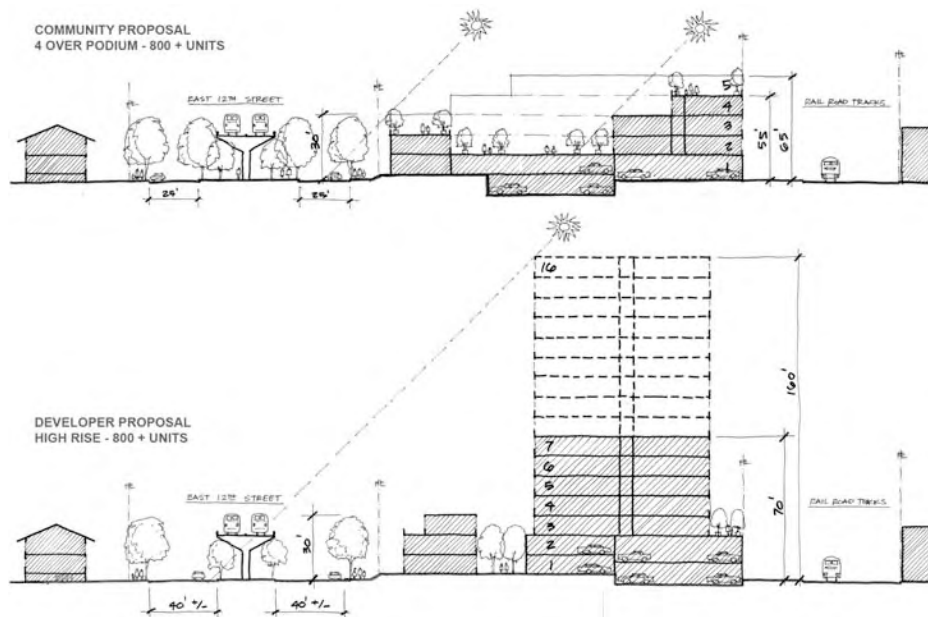 COMMUNITY PROPOSAL
4 OVER PODIUM - 800 + UNITS
EAST 12TH STREET
30'
25'
25'
5
4
3
2
1
55'
65'
RAIL ROAD TRACKS
DEVELOPER PROPOSAL
HIGH RISE - 800 + UNITS
EAST 12TH STREET
30'
40' +/-
40' +/-
16
7
6
5
4
3
2
1
160'
70'
RAIL ROAD TRACKS